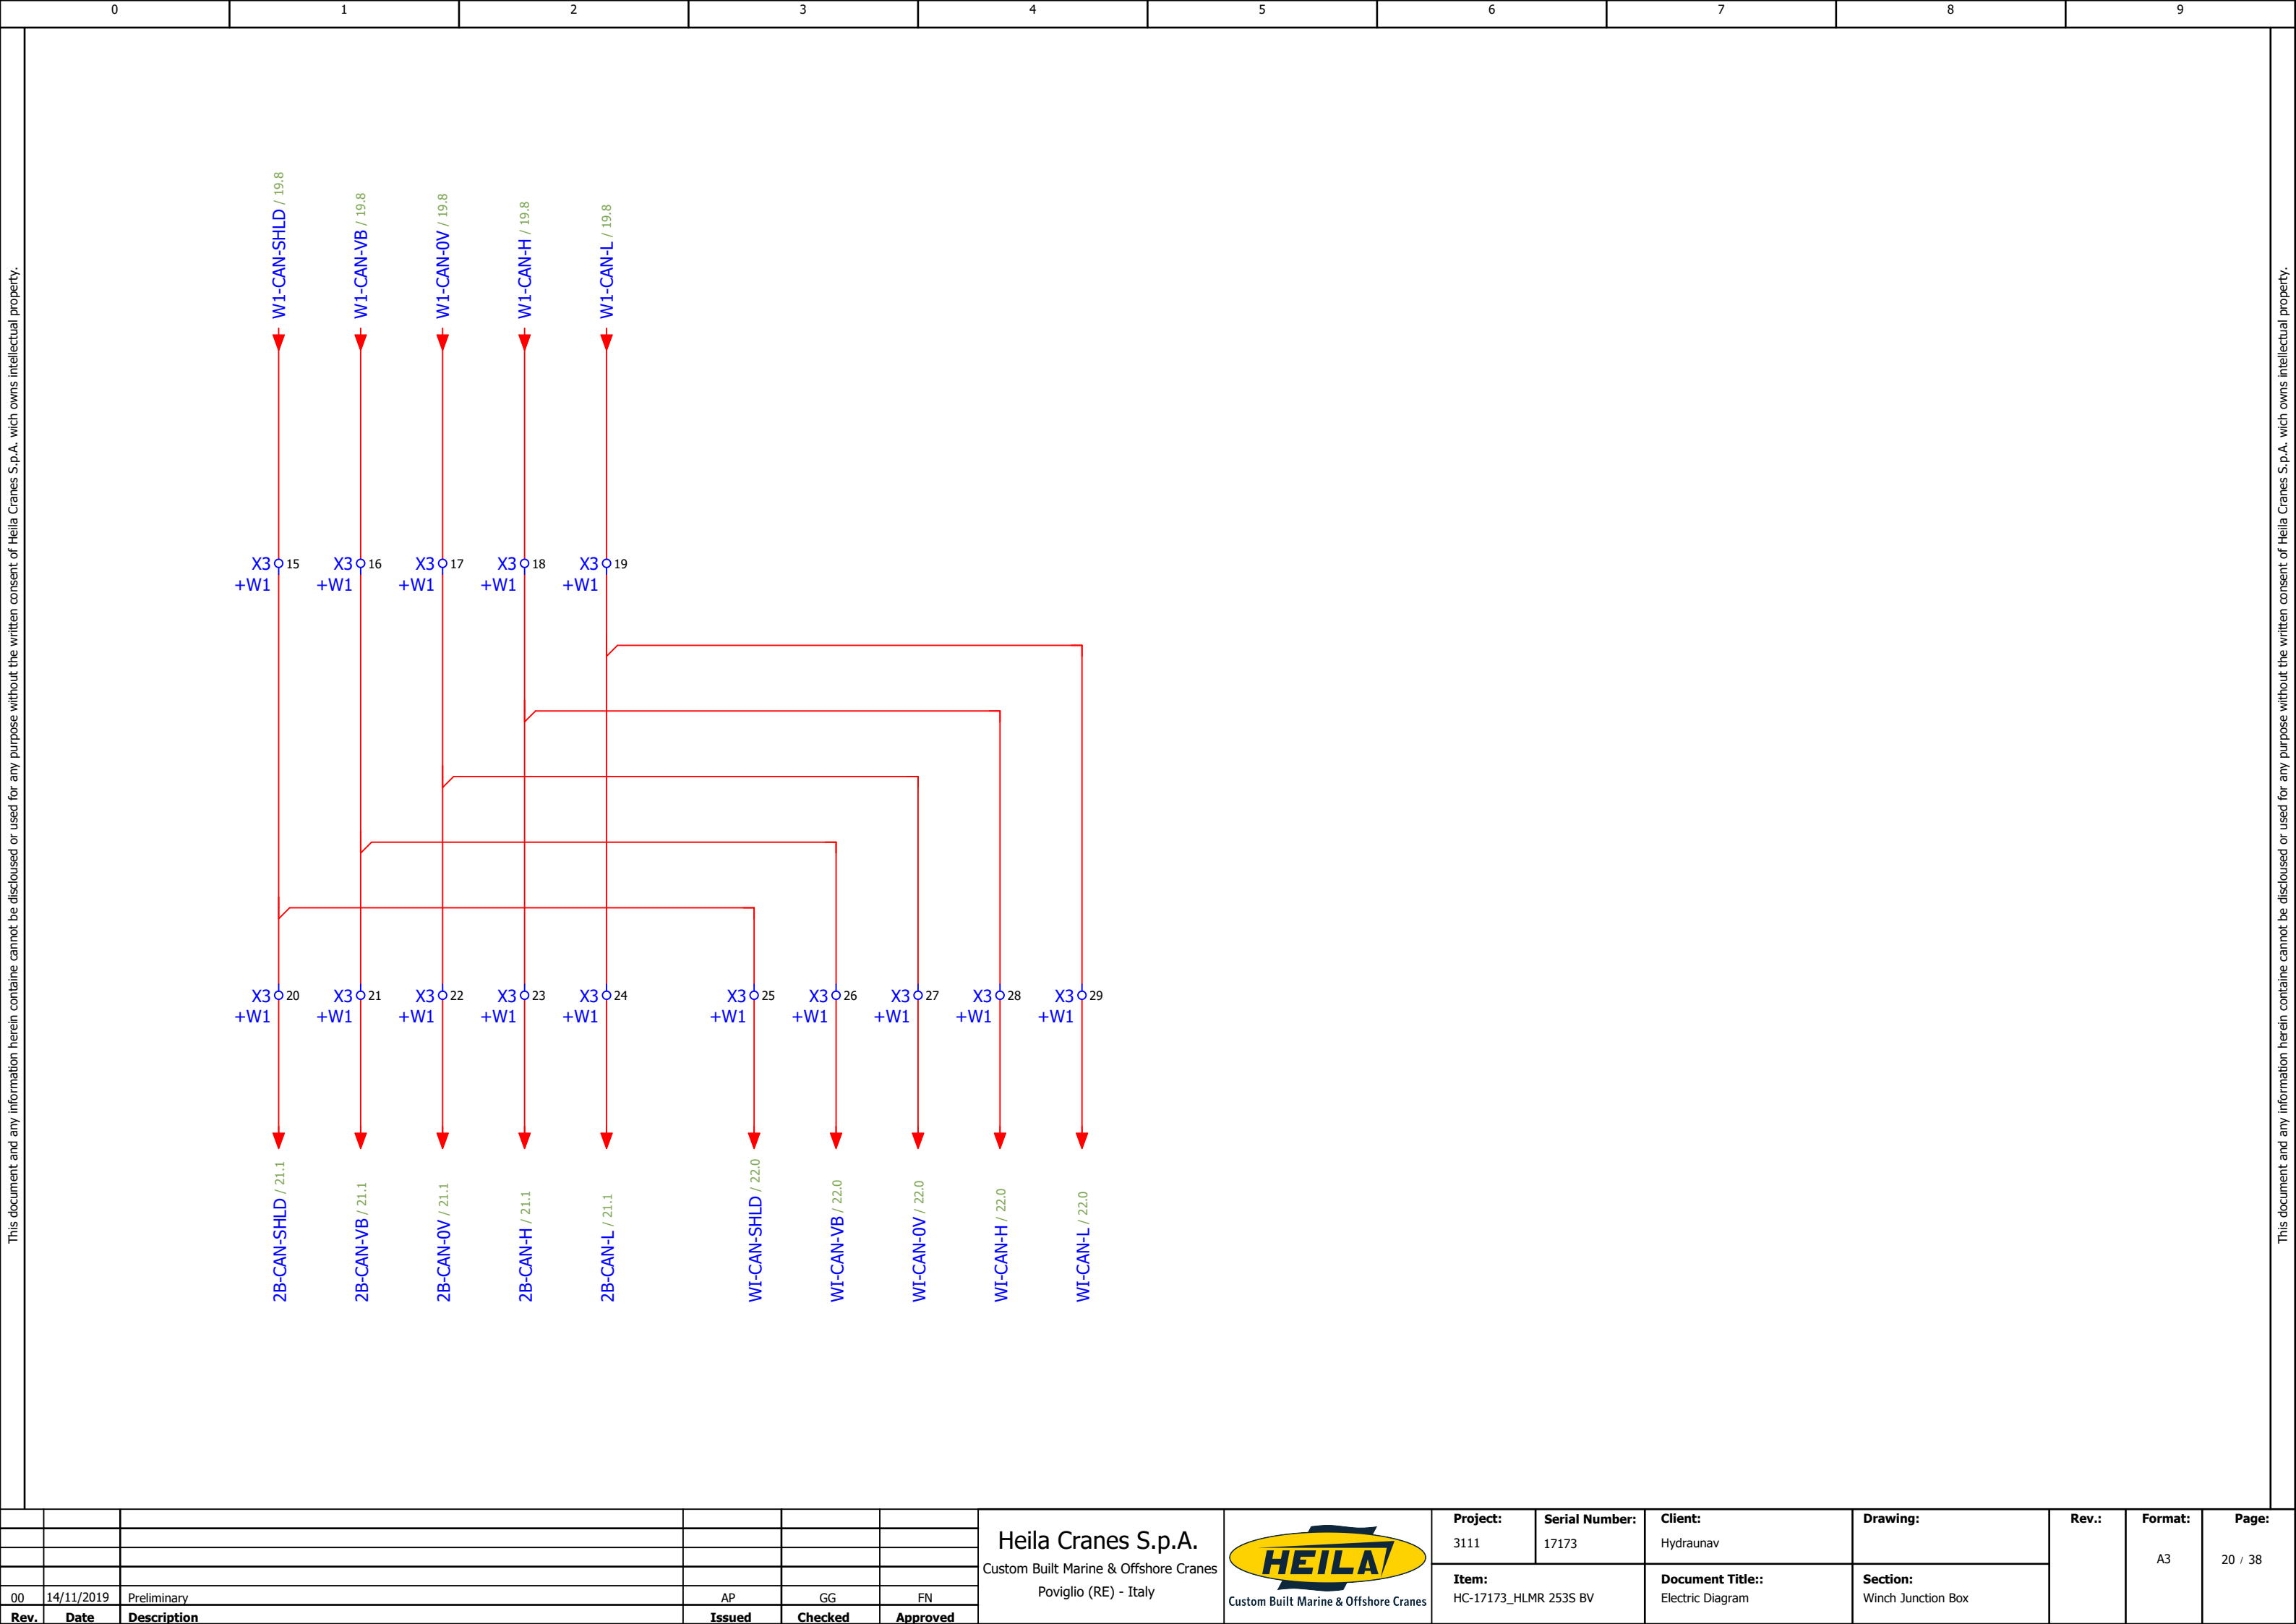 0 1 2 3 4 5 6 7 8 9
This document and any information herein containe cannot be discloused or used for any purpose without the written consent of Heila Cranes S.p.A. wich owns intellectual property.
W1-CAN-SHLD / 19.8
W1-CAN-VB / 19.8
W1-CAN-0V / 19.8
W1-CAN-H / 19.8
W1-CAN-L / 19.8
X3 15 X3 16 X3 17 X3 18 X3 19
+W1 +W1 +W1 +W1 +W1
X3 20 X3 21 X3 22 X3 23 X3 24 X3 25 X3 26 X3 27 X3 28 X3 29
+W1 +W1 +W1 +W1 +W1 +W1 +W1 +W1 +W1 +W1
2B-CAN-SHLD / 21.1
2B-CAN-VB / 21.1
2B-CAN-0V / 21.1
2B-CAN-H / 21.1
2B-CAN-L / 21.1
WI-CAN-SHLD / 22.0
WI-CAN-VB / 22.0
WI-CAN-0V / 22.0
WI-CAN-H / 22.0
WI-CAN-L / 22.0
This document and any information herein containe cannot be discloused or used for any purpose without the written consent of Heila Cranes S.p.A. wich owns intellectual property.
00 14/11/2019 Preliminary AP GG FN
Rev. Date Description Issued Checked Approved
Heila Cranes S.p.A.
Custom Built Marine & Offshore Cranes
Poviglio (RE) - Italy
HEILA
Custom Built Marine & Offshore Cranes
Project: Serial Number: Client: Drawing: Rev.: Format: Page:
3111 17173 Hydraunav
A3 20 / 38
Item: Document Title:: Section:
HC-17173_HLMR 253S BV Electric Diagram Winch Junction Box